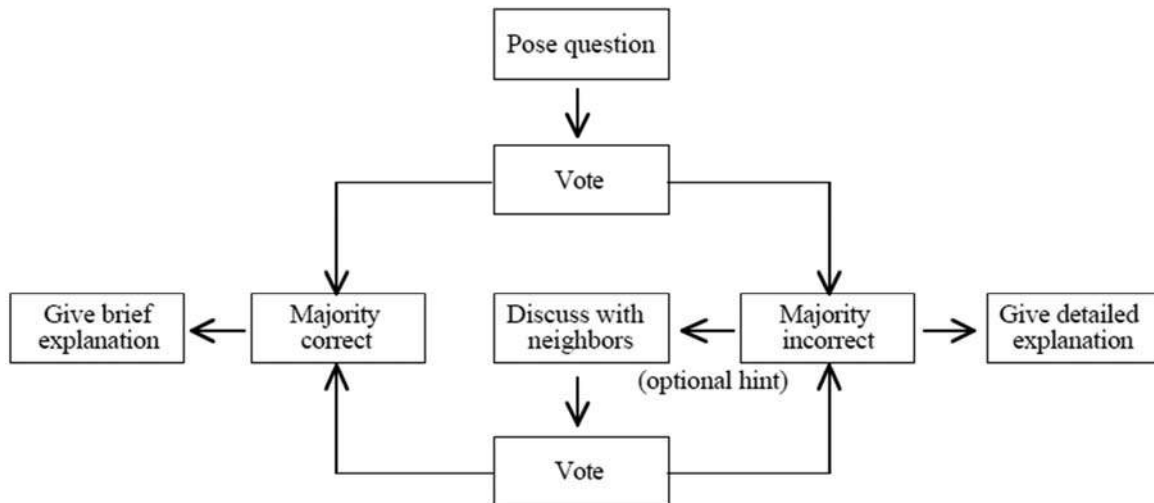 Pose question
Vote
Give brief
explanation
Majority
correct
Discuss with
neighbors
Majority
incorrect
Give detailed
explanation
(optional hint)
Vote